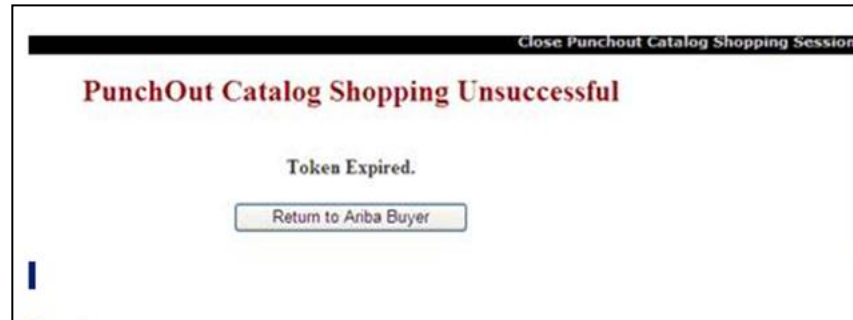 Close Punchout Catalog Shopping Session
PunchOut Catalog Shopping Unsuccessful
Token Expired.
Return to Ariba Buyer